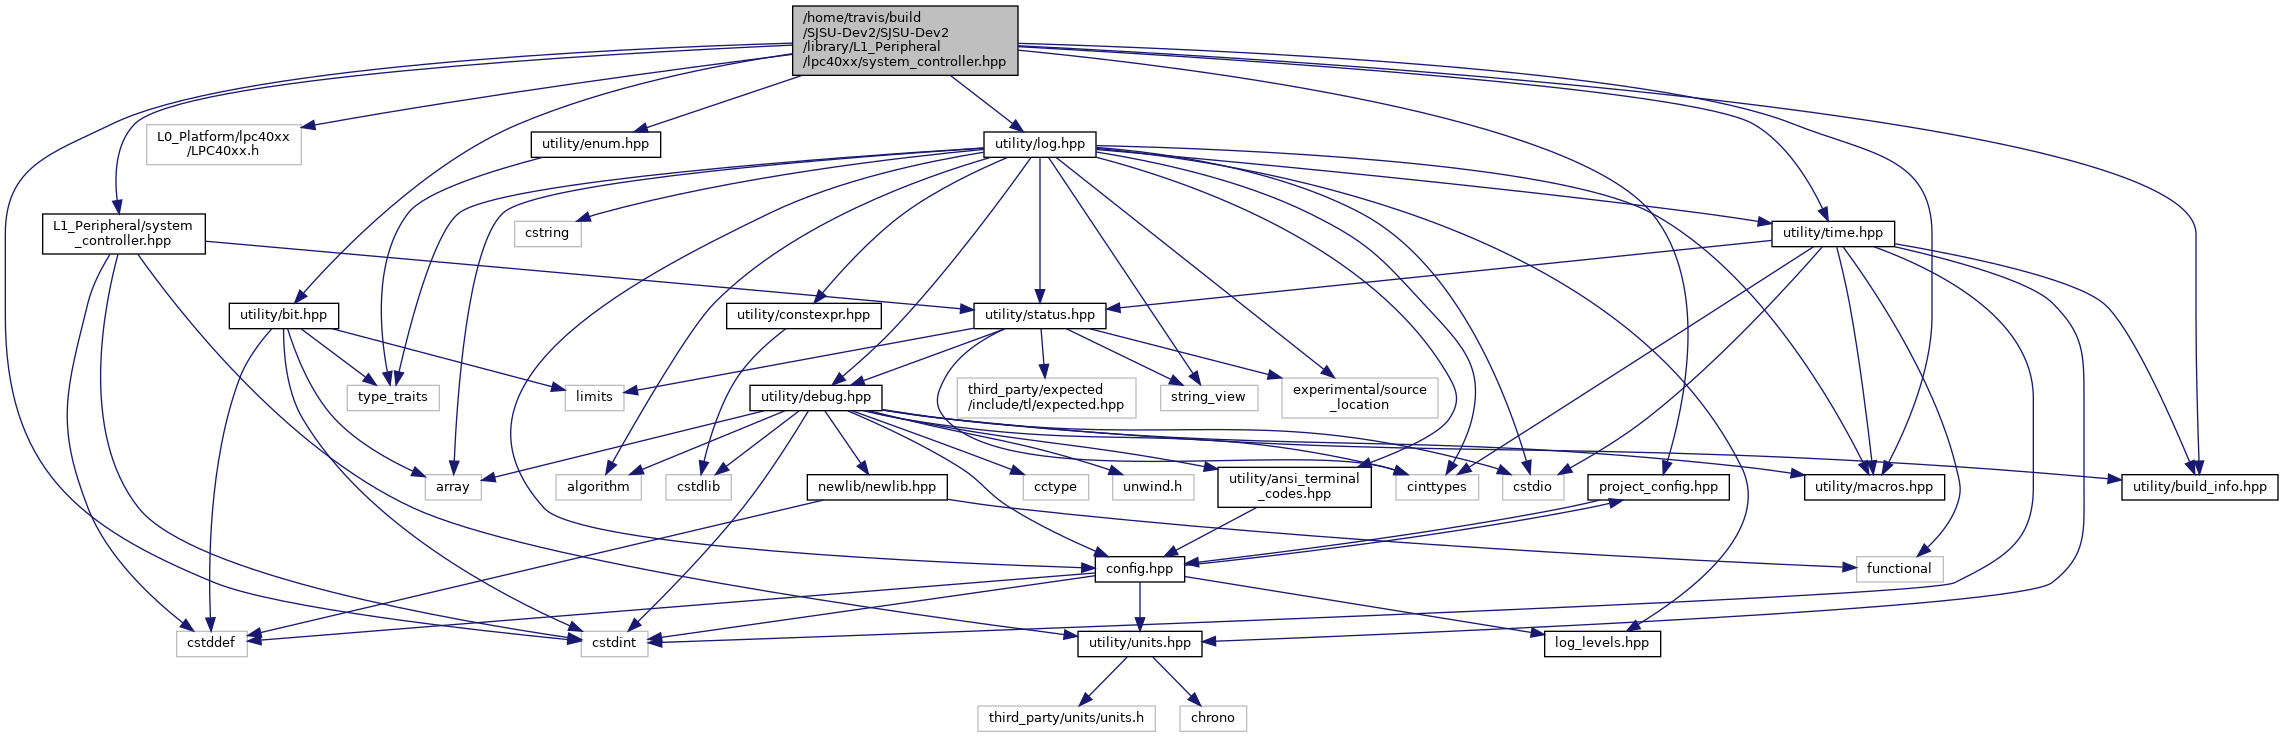 /home/travis/build
/SJSU-Dev2/SJSU-Dev2
/library/L1_Peripheral
/lpc40xx/system_controller.hpp
L0_Platform/lpc40xx
/LPC40xx.h
utility/enum.hpp
utility/log.hpp
L1_Peripheral/system
_controller.hpp
cstring
utility/time.hpp
utility/bit.hpp
utility/constexpr.hpp
utility/status.hpp
type_traits
limits
utility/debug.hpp
third_party/expected
/include/tl/expected.hpp
string_view
experimental/source
_location
array
algorithm
cstdlib
newlib/newlib.hpp
cctype
unwind.h
utility/ansi_terminal
_codes.hpp
cinttypes
cstdio
project_config.hpp
utility/macros.hpp
utility/build_info.hpp
config.hpp
functional
cstddef
cstdint
utility/units.hpp
log_levels.hpp
third_party/units/units.h
chrono